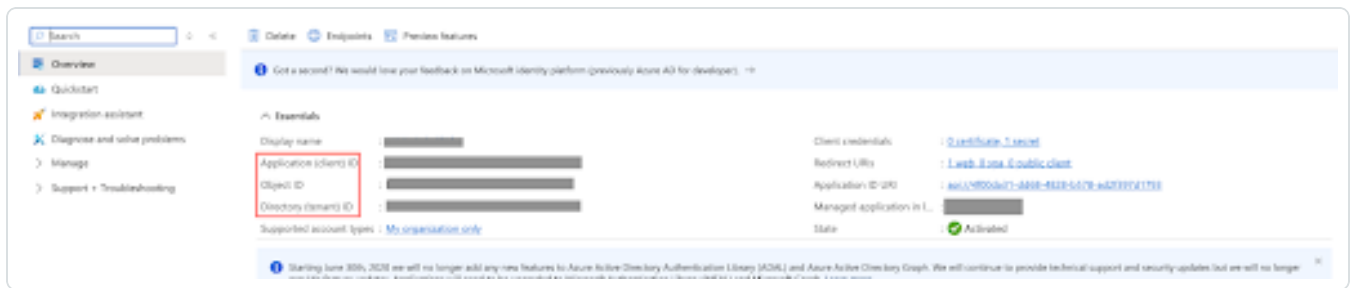 Search
Delete Endpoints Preview features
Overview
Got a second? We would love your feedback on Microsoft identity platform (previously Azure AD for developer). →
Quickstart
Integration assistant
Essentials
Diagnose and solve problems
Display name :
Client credentials : 0 certificate, 1 secret
Manage
Application (client) ID :
Redirect URIs : 1 web, 0 spa, 0 public client
Support + Troubleshooting
Object ID :
Application ID URI :
Directory (tenant) ID :
Managed application in l... :
Supported account types : My organization only
State : Activated
Starting June 30th, 2020 we will no longer add any new features to Azure Active Directory Authentication Library (ADAL) and Azure Active Directory Graph. We will continue to provide technical support and security updates but we will no longer